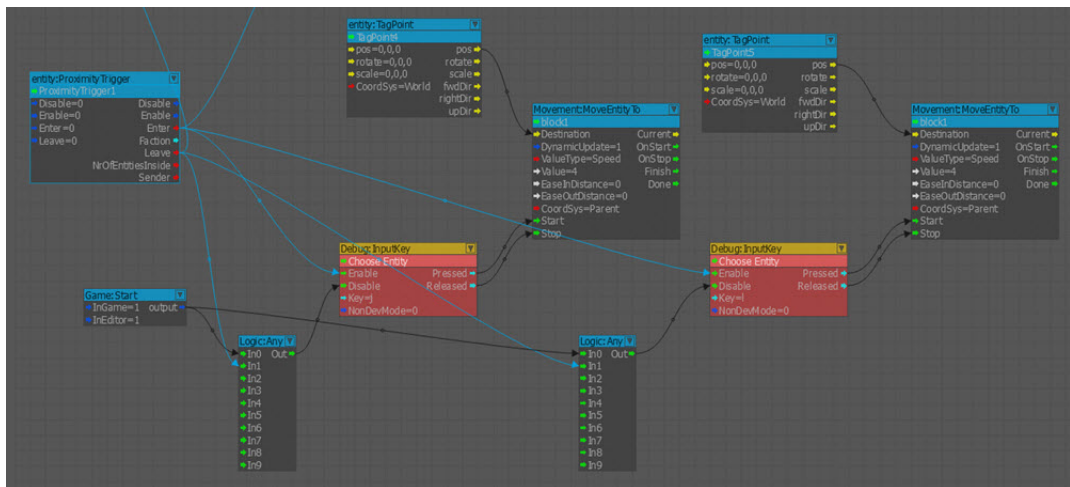 entity:ProximityTrigger
ProximityTrigger1
Disable=0 Disable
Enable=0 Enable
Enter=0 Enter
Leave=0 Faction
Leave
NrOfEntitiesInside
Sender
entity:TagPoint
TagPoint4
pos=0,0,0 pos
rotate=0,0,0 rotate
scale=0,0,0 scale
CoordSys=World fwdDir
rightDir
upDir
Movement:MoveEntityTo
block1
Destination Current
DynamicUpdate=1 OnStart
ValueType=Speed OnStop
Value=4 Finish
EaseInDistance=0 Done
EaseOutDistance=0
CoordSys=Parent
Start
Stop
entity:TagPoint
TagPoint5
pos=0,0,0 pos
rotate=0,0,0 rotate
scale=0,0,0 scale
CoordSys=World fwdDir
rightDir
upDir
Movement:MoveEntityTo
block1
Destination Current
DynamicUpdate=1 OnStart
ValueType=Speed OnStop
Value=4 Finish
EaseInDistance=0 Done
EaseOutDistance=0
CoordSys=Parent
Start
Stop
Debug:InputKey
Choose Entity
Enable Pressed
Disable Released
Key=j
NonDevMode=0
Debug:InputKey
Choose Entity
Enable Pressed
Disable Released
Key=l
NonDevMode=0
Game:Start
InGame=1 output
InEditor=1
Logic:Any
In0 Out
In1
In2
In3
In4
In5
In6
In7
In8
In9
Logic:Any
In0 Out
In1
In2
In3
In4
In5
In6
In7
In8
In9